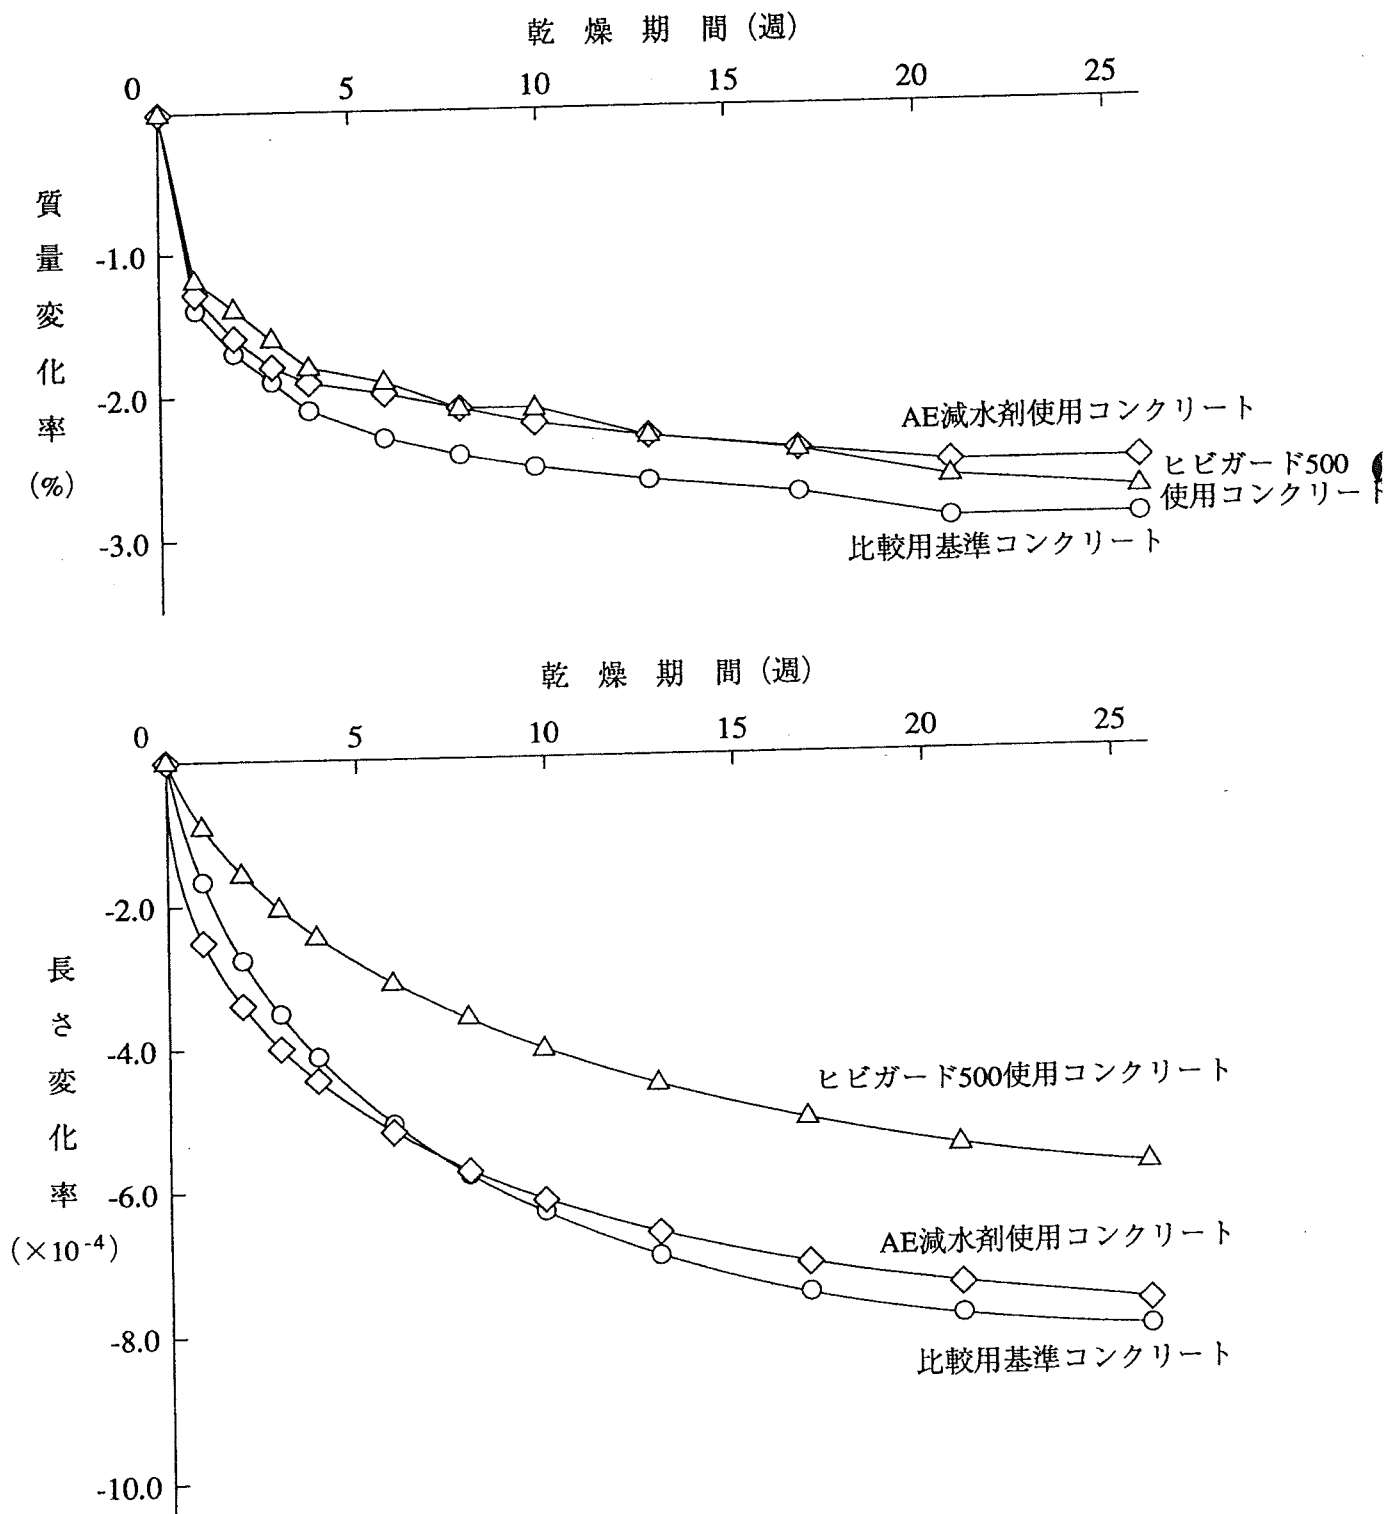 乾燥期間（週）
0 5 10 15 20 25
質量変化率（%）
-1.0
-2.0
-3.0
AE減水剤使用コンクリート
ヒビガード500
使用コンクリート
比較用基準コンクリート
乾燥期間（週）
0 5 10 15 20 25
長さ変化率（×10⁻⁴）
-2.0
-4.0
-6.0
-8.0
-10.0
ヒビガード500使用コンクリート
AE減水剤使用コンクリート
比較用基準コンクリート